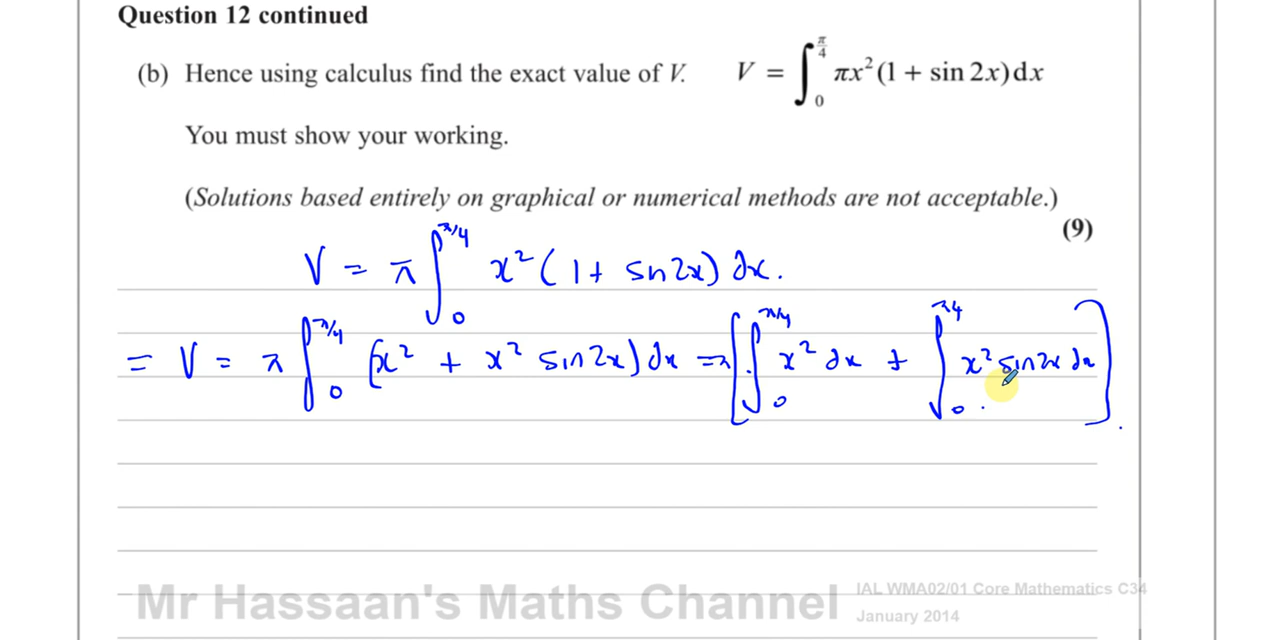 Question 12 continued
(b) Hence using calculus find the exact value of V. V = ∫₀^{π/4} πx²(1 + sin 2x)dx
You must show your working.
(Solutions based entirely on graphical or numerical methods are not acceptable.)
(9)
V = π ∫₀^{π/4} x² (1 + sin2x) dx.
= V = π ∫₀^{π/4} (x² + x² sin2x) dx = π [∫₀^{π/4} x² dx + ∫₀^{π/4} x² sin2x dx].
Mr Hassaan's Maths Channel
IAL WMA02/01 Core Mathematics C34
January 2014